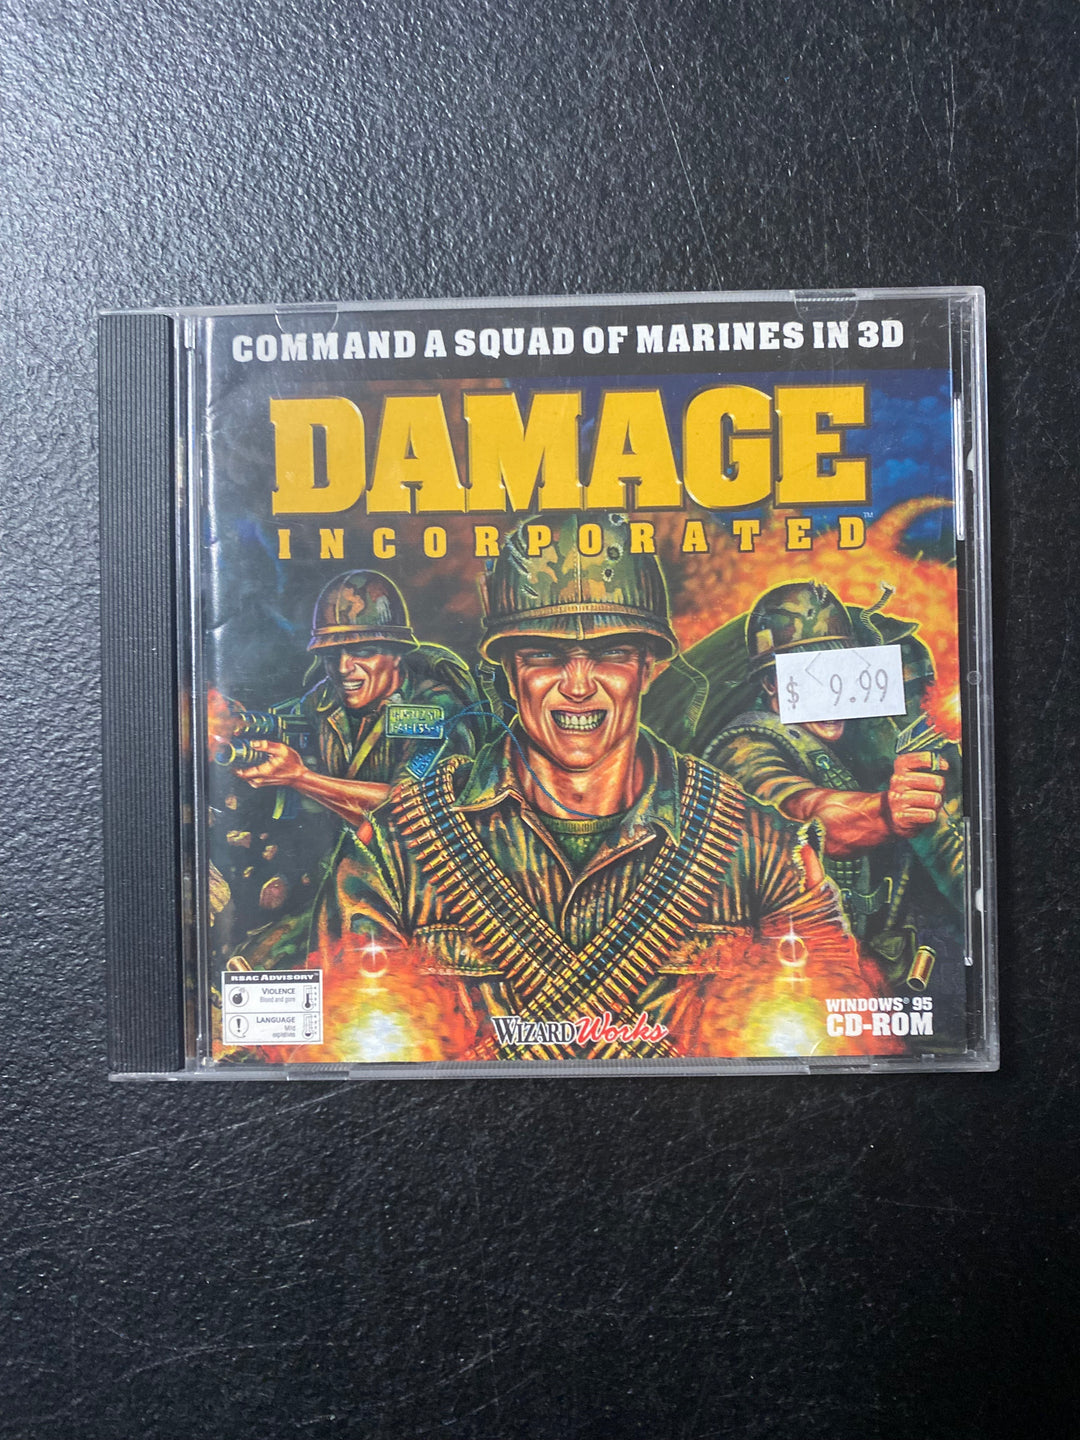 COMMAND A SQUAD OF MARINES IN 3D
DAMAGE
INCORPORATED™
$ 9.99
RSAC ADVISORY
VIOLENCE
Blood and gore
LANGUAGE
Mild
expletives
WIZARDWorks
WINDOWS® 95
CD-ROM